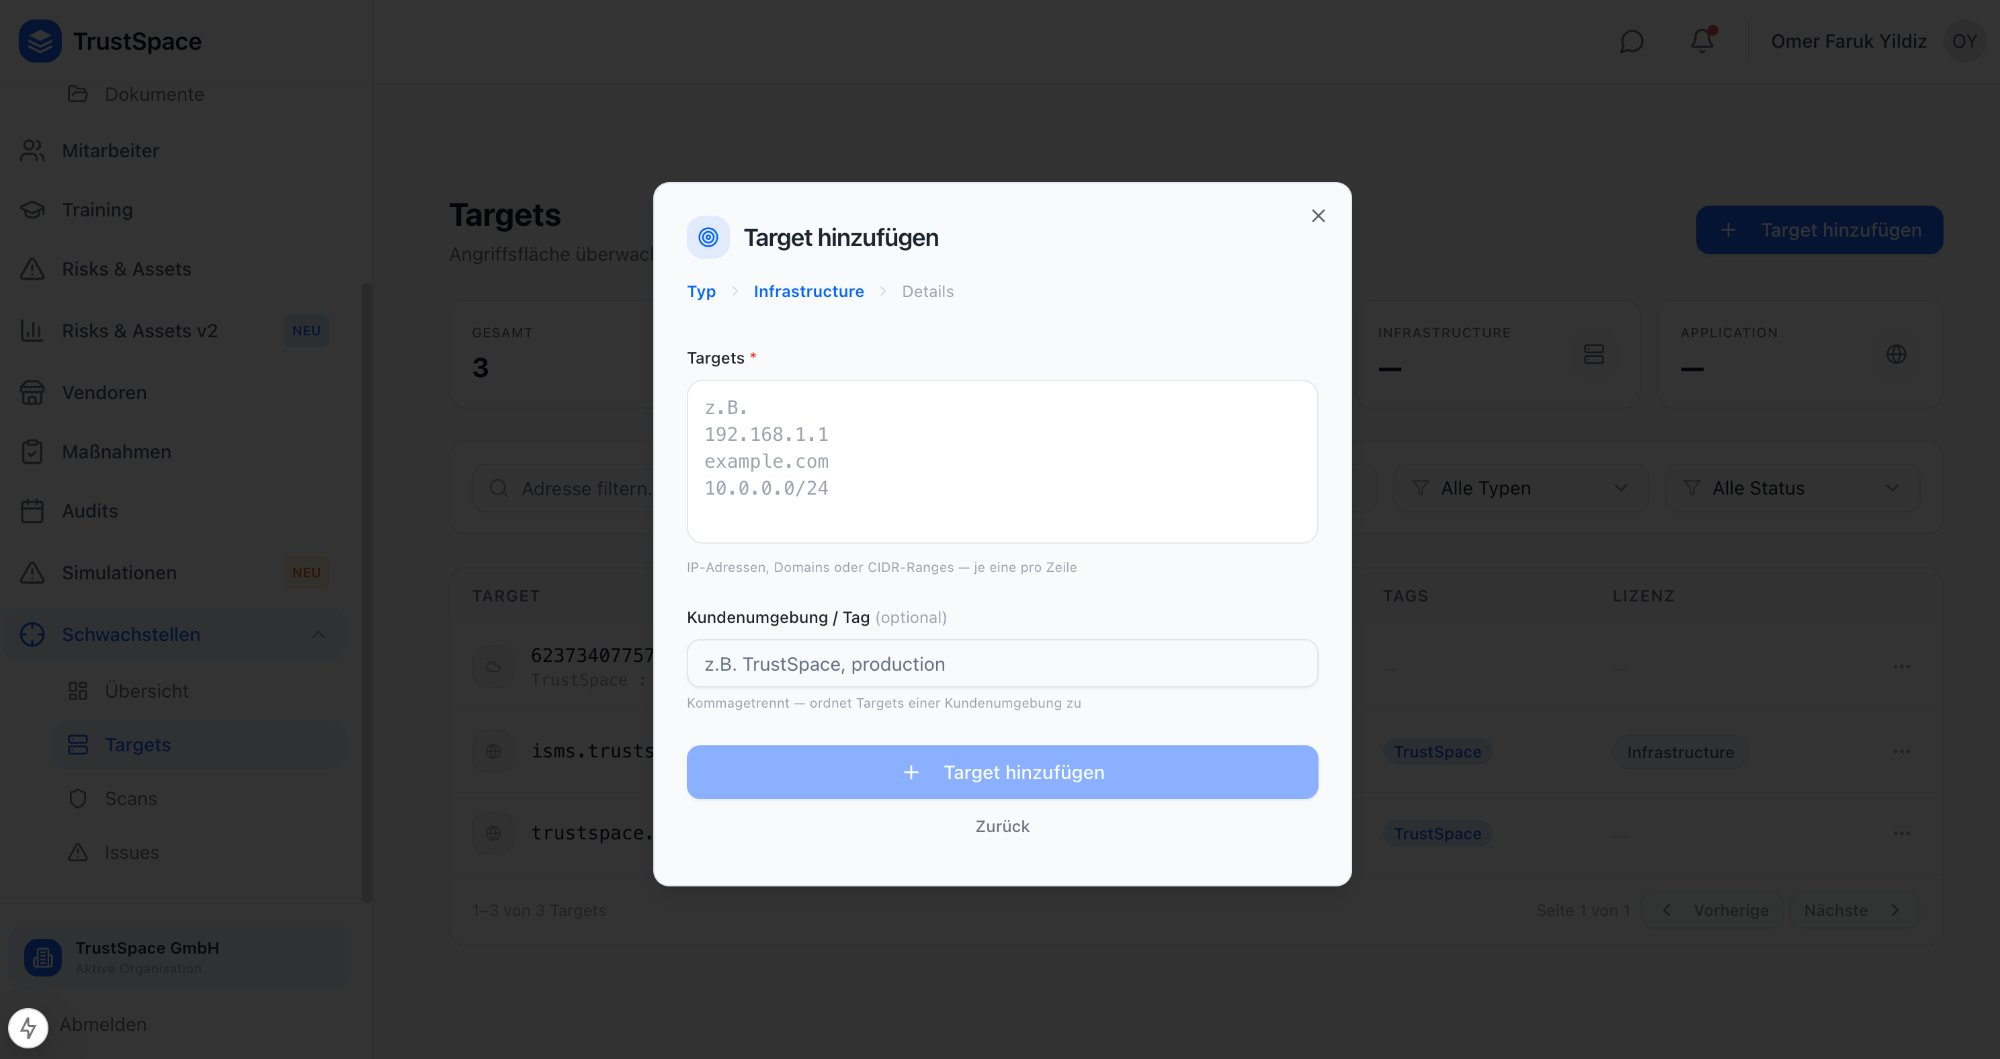 TrustSpace
Omer Faruk Yildiz
OY
Dokumente
Mitarbeiter
Training
Risks & Assets
Risks & Assets v2
NEU
Vendoren
Maßnahmen
Audits
Simulationen
NEU
Schwachstellen
Übersicht
Targets
Scans
Issues
TrustSpace GmbH
Aktive Organisation
Abmelden
Targets
Angriffsfläche überwac
Target hinzufügen
GESAMT
3
INFRASTRUCTURE
—
APPLICATION
—
Adresse filtern.
Alle Typen
Alle Status
TARGET
TAGS
LIZENZ
62373407757
TrustSpace :
—
—
isms.trusts
TrustSpace
Infrastructure
trustspace.
TrustSpace
—
1–3 von 3 Targets
Seite 1 von 1
Vorherige
Nächste
Target hinzufügen
Typ
Infrastructure
Details
Targets *
z.B.
192.168.1.1
example.com
10.0.0.0/24
IP-Adressen, Domains oder CIDR-Ranges — je eine pro Zeile
Kundenumgebung / Tag (optional)
z.B. TrustSpace, production
Kommagetrennt — ordnet Targets einer Kundenumgebung zu
Target hinzufügen
Zurück